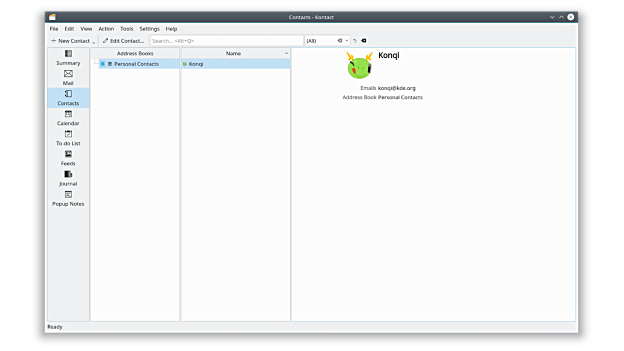 Contacts - Kontact
File Edit View Action Tools Settings Help
+ New Contact Edit Contact... Search... <Alt+Q> (All)
Address Books
Personal Contacts
Name
Konqi
Summary
Mail
Contacts
Calendar
To-do List
Feeds
Journal
Popup Notes
Konqi
Emails konqi@kde.org
Address Book Personal Contacts
Ready